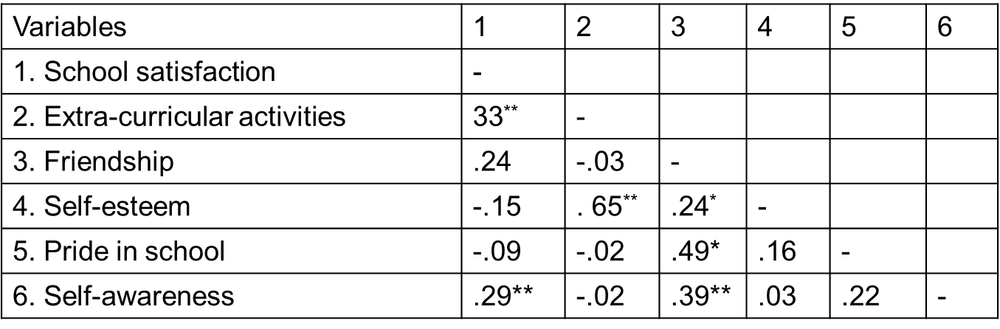 Variables 1 2 3 4 5 6
1. School satisfaction -
2. Extra-curricular activities 33** -
3. Friendship .24 -.03 -
4. Self-esteem -.15 . 65** .24* -
5. Pride in school -.09 -.02 .49* .16 -
6. Self-awareness .29** -.02 .39** .03 .22 -